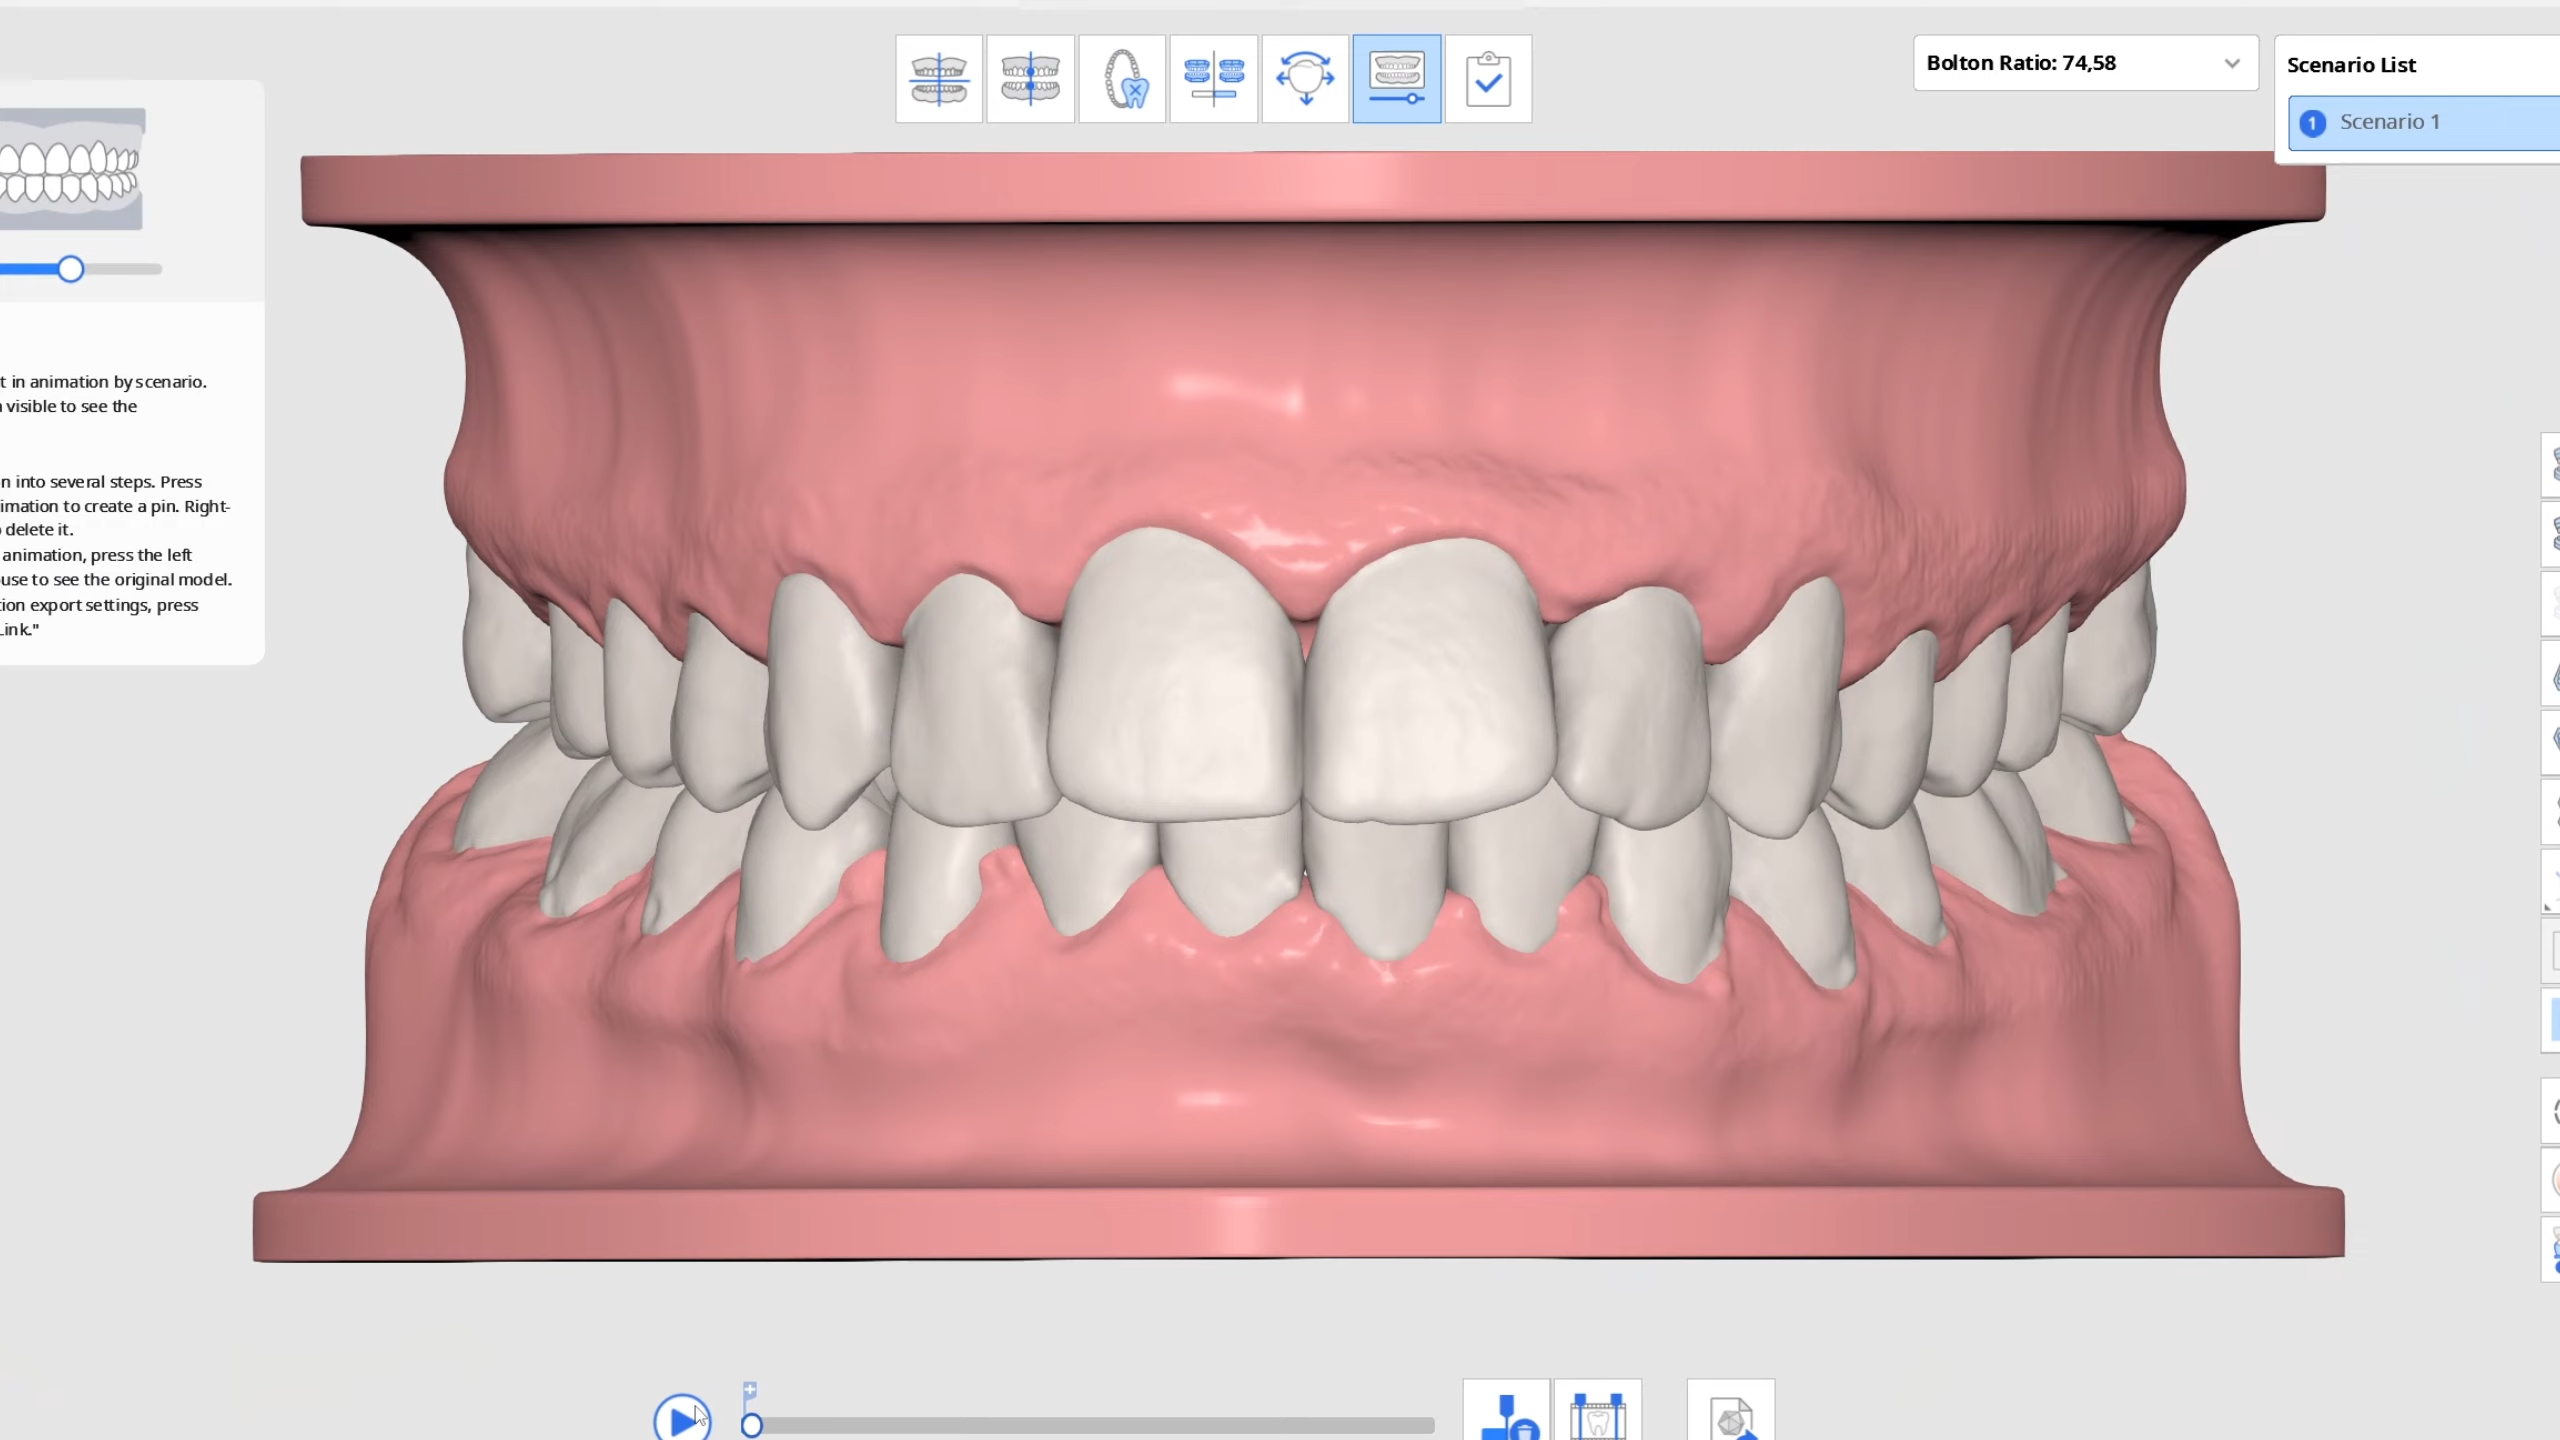 Bolton Ratio: 74,58
Scenario List
1 Scenario 1
t in animation by scenario.
visible to see the
n into several steps. Press
imation to create a pin. Right-
delete it.
animation, press the left
use to see the original model.
tion export settings, press
Link."